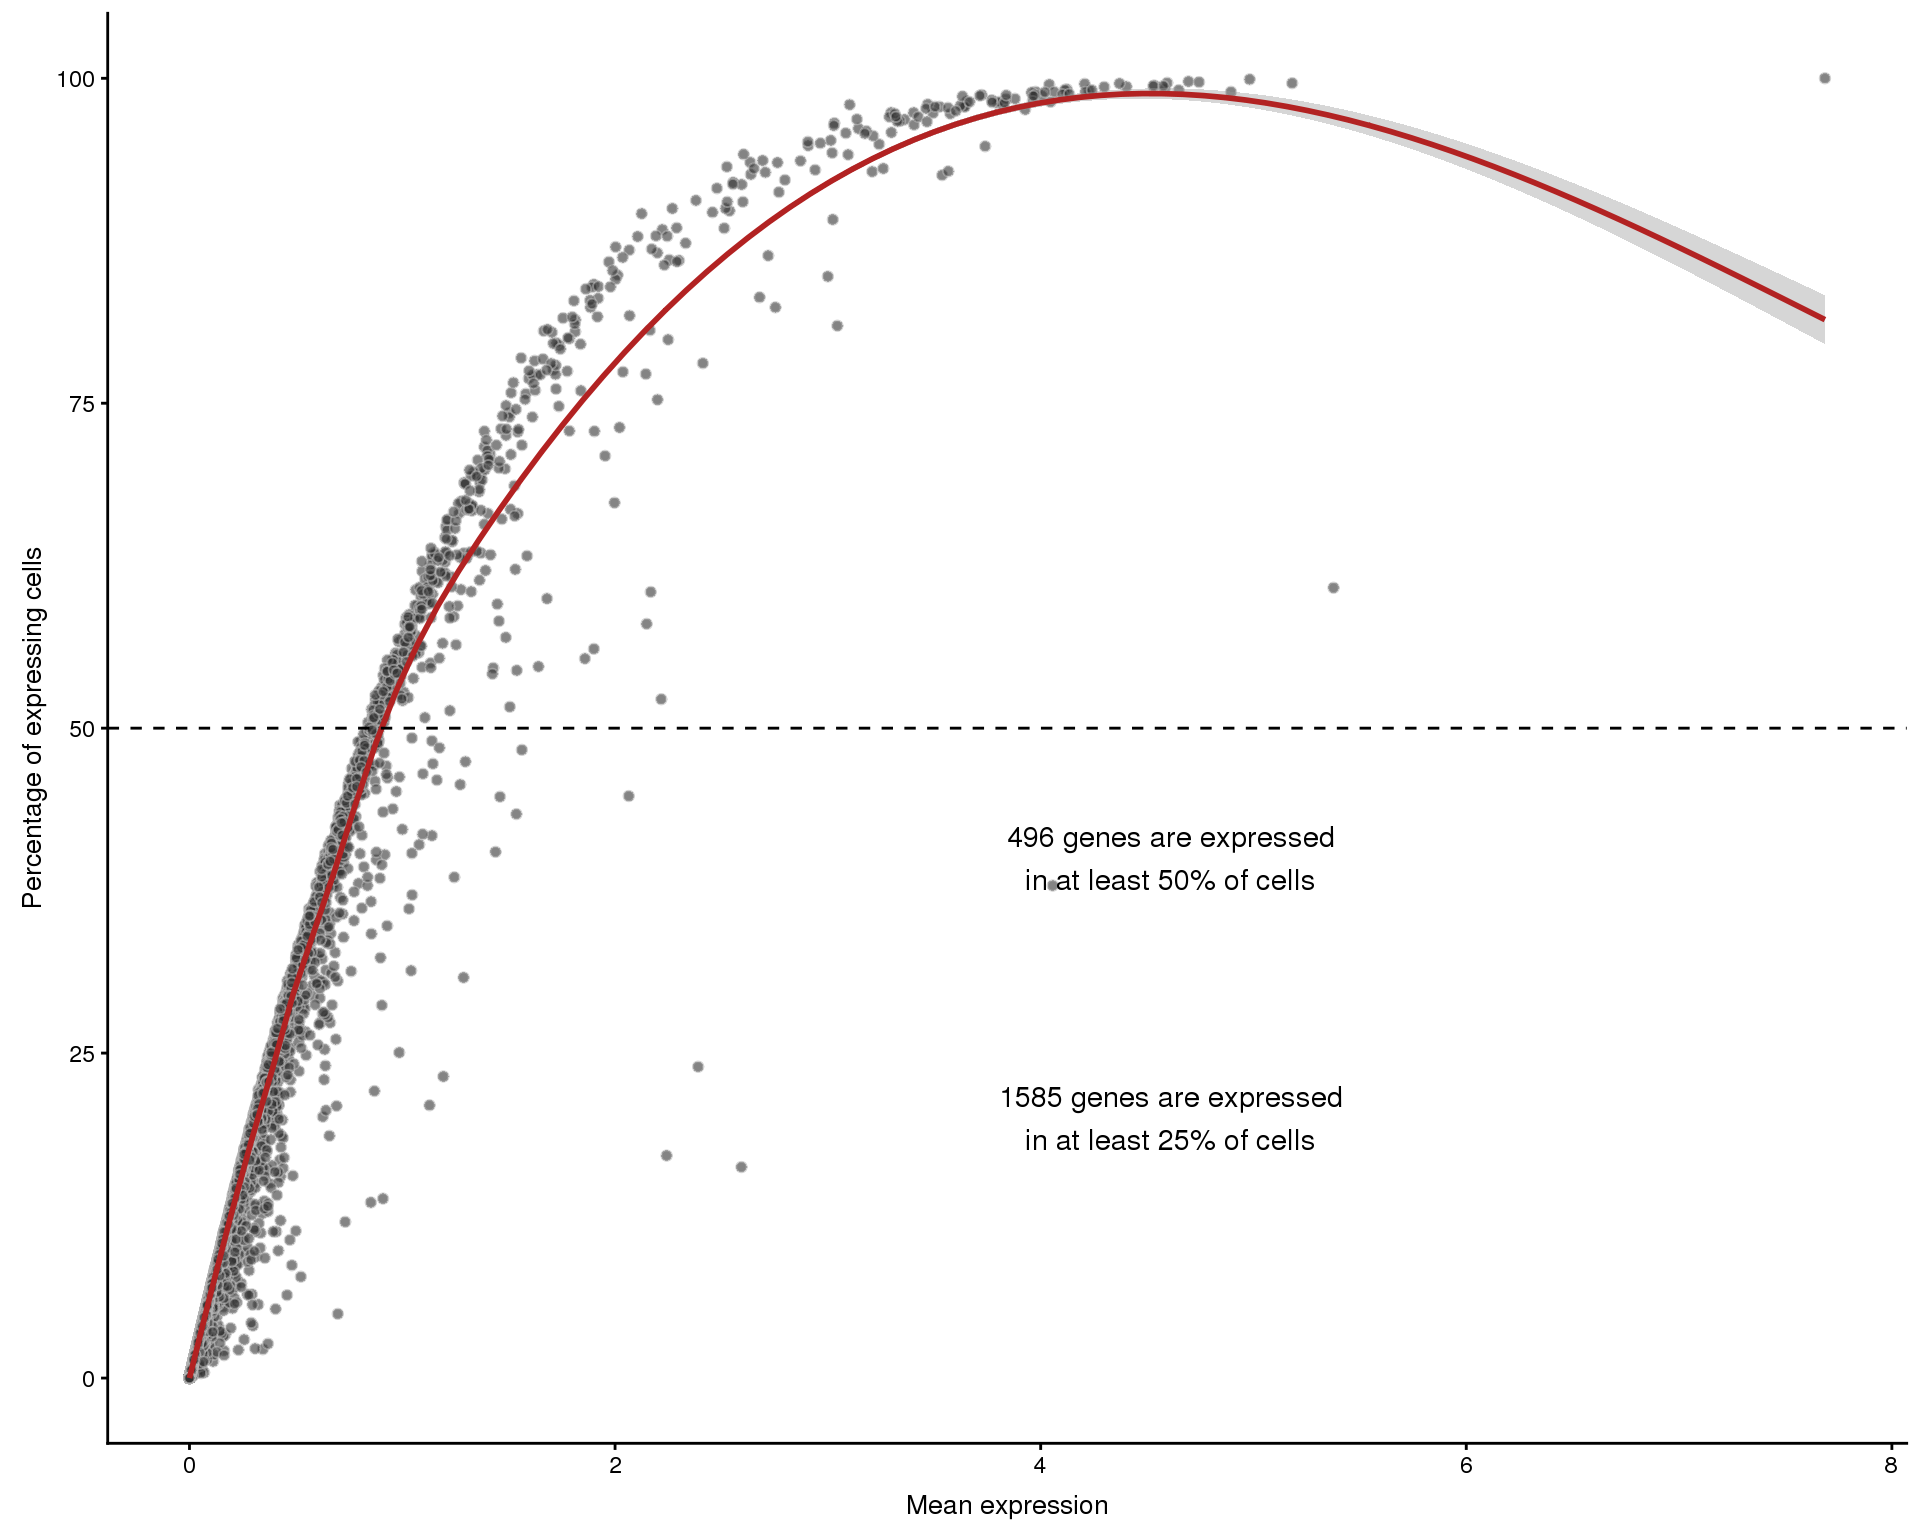 100
75
50
25
0
Percentage of expressing cells
496 genes are expressed
in at least 50% of cells
1585 genes are expressed
in at least 25% of cells
0
2
4
6
8
Mean expression